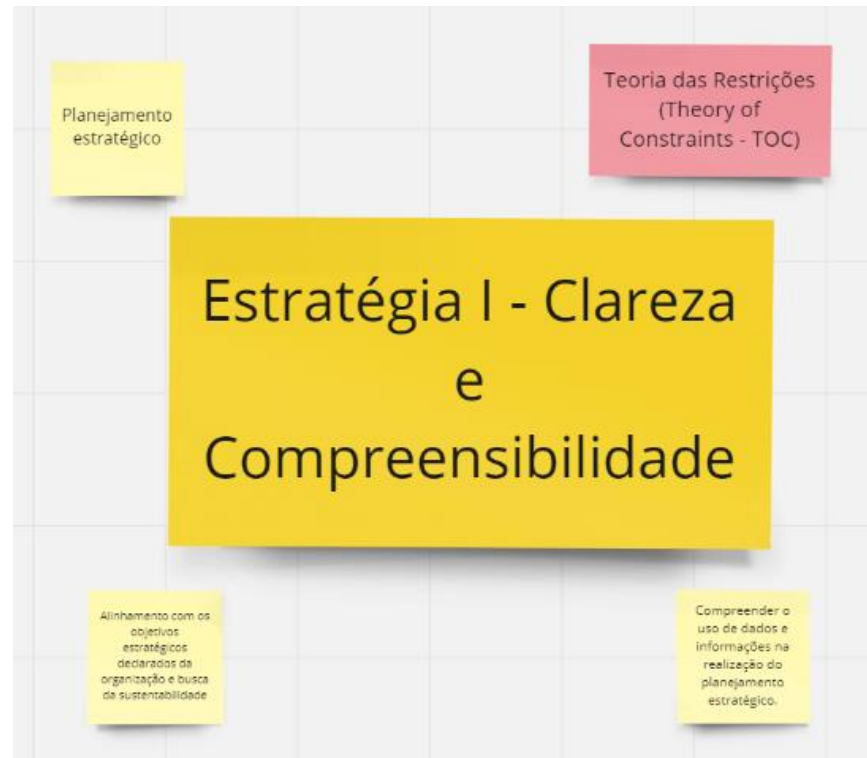 Planejamento
estratégico
Teoria das Restrições
(Theory of
Constraints - TOC)
Estratégia I - Clareza
e
Compreensibilidade
Alinhamento com os
objetivos
estratégicos
declarados da
organização e busca
da sustentabilidade
Compreender o
uso de dados e
informações na
realização do
planejamento
estratégico.